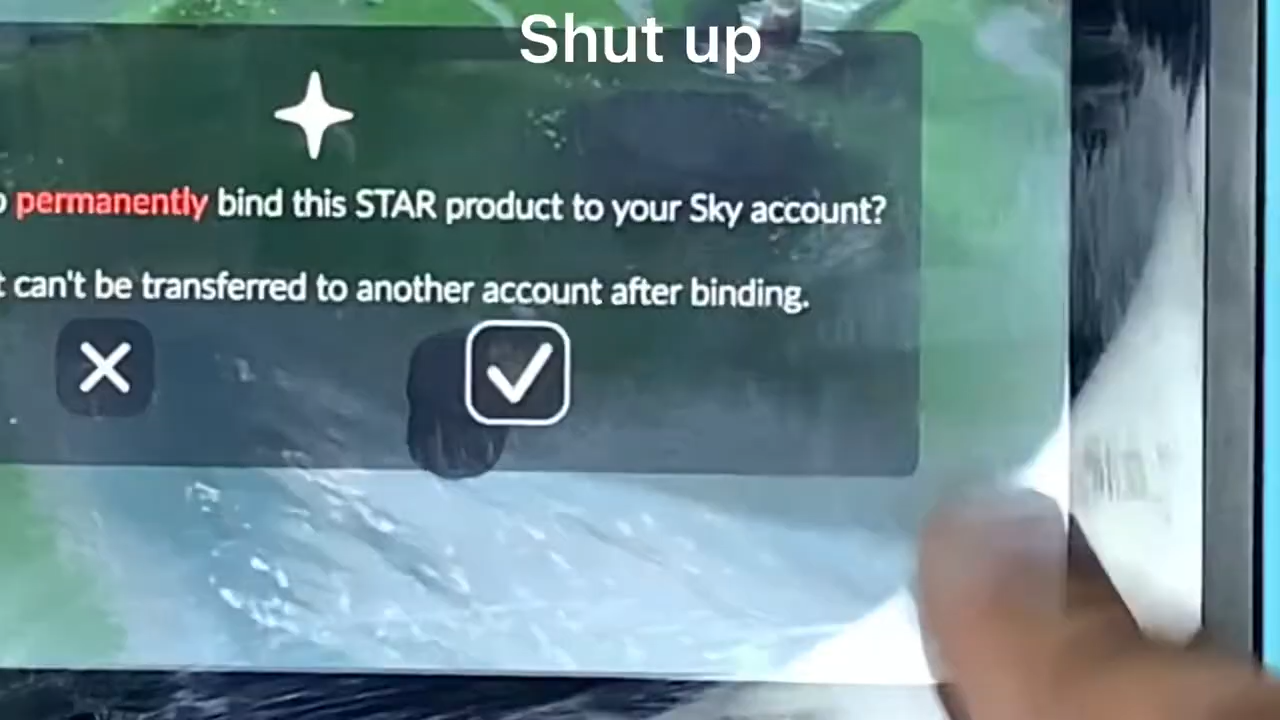 Shut up
permanently bind this STAR product to your Sky account?
can't be transferred to another account after binding.